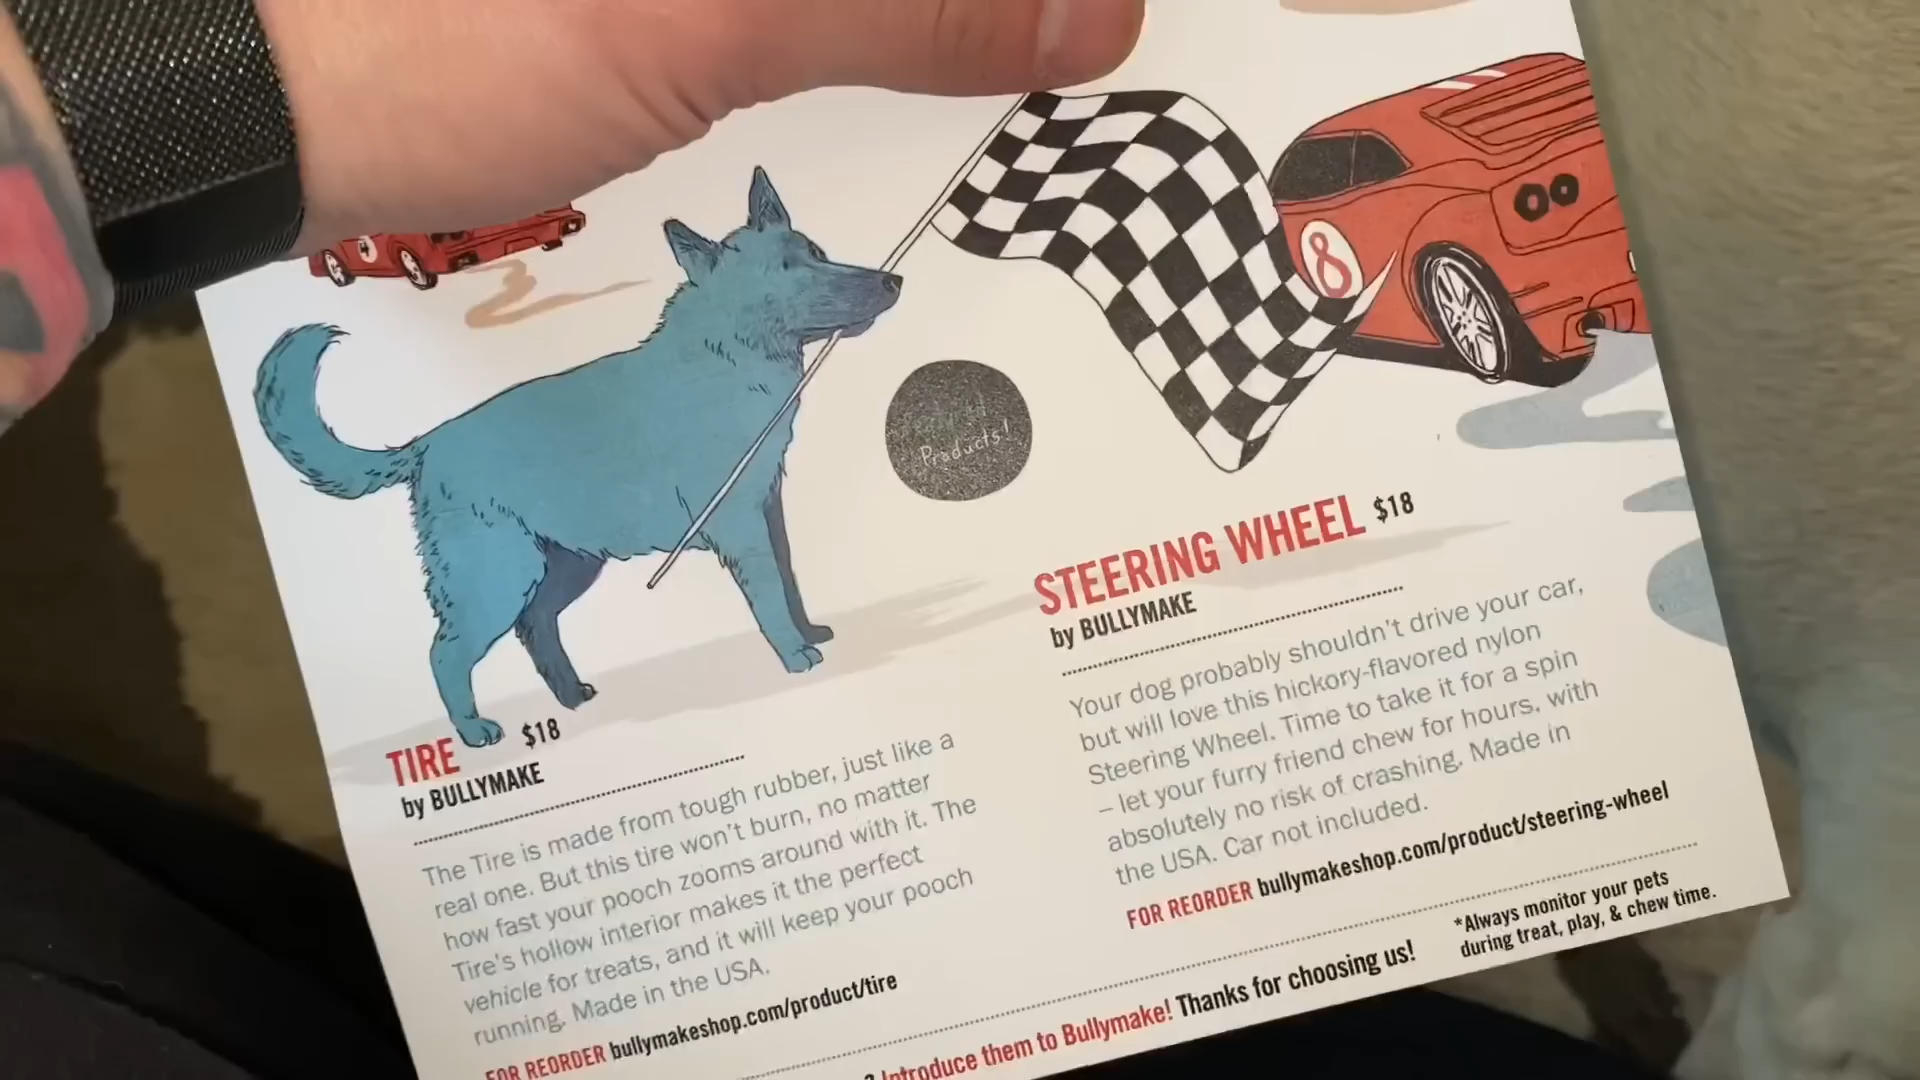 4
8
Products!
TIRE $18
by BULLYMAKE
The Tire is made from tough rubber, just like a
real one. But this tire won't burn, no matter
how fast your pooch zooms around with it. The
Tire's hollow interior makes it the perfect
vehicle for treats, and it will keep your pooch
running. Made in the USA.
FOR REORDER bullymakeshop.com/product/tire
STEERING WHEEL $18
by BULLYMAKE
Your dog probably shouldn't drive your car,
but will love this hickory-flavored nylon
Steering Wheel. Time to take it for a spin
– let your furry friend chew for hours, with
absolutely no risk of crashing. Made in
the USA. Car not included.
FOR REORDER bullymakeshop.com/product/steering-wheel
? Introduce them to Bullymake! Thanks for choosing us!
*Always monitor your pets
during treat, play, & chew time.